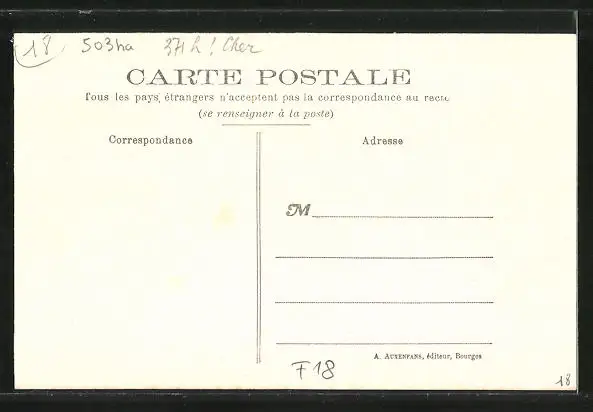 18 503ha 371 h! Cher
CARTE POSTALE
Tous les pays étrangers n'acceptent pas la correspondance au recto
(se renseigner à la poste)
Correspondance Adresse
M
A. AUXENFANS, éditeur, Bourges
F18
18